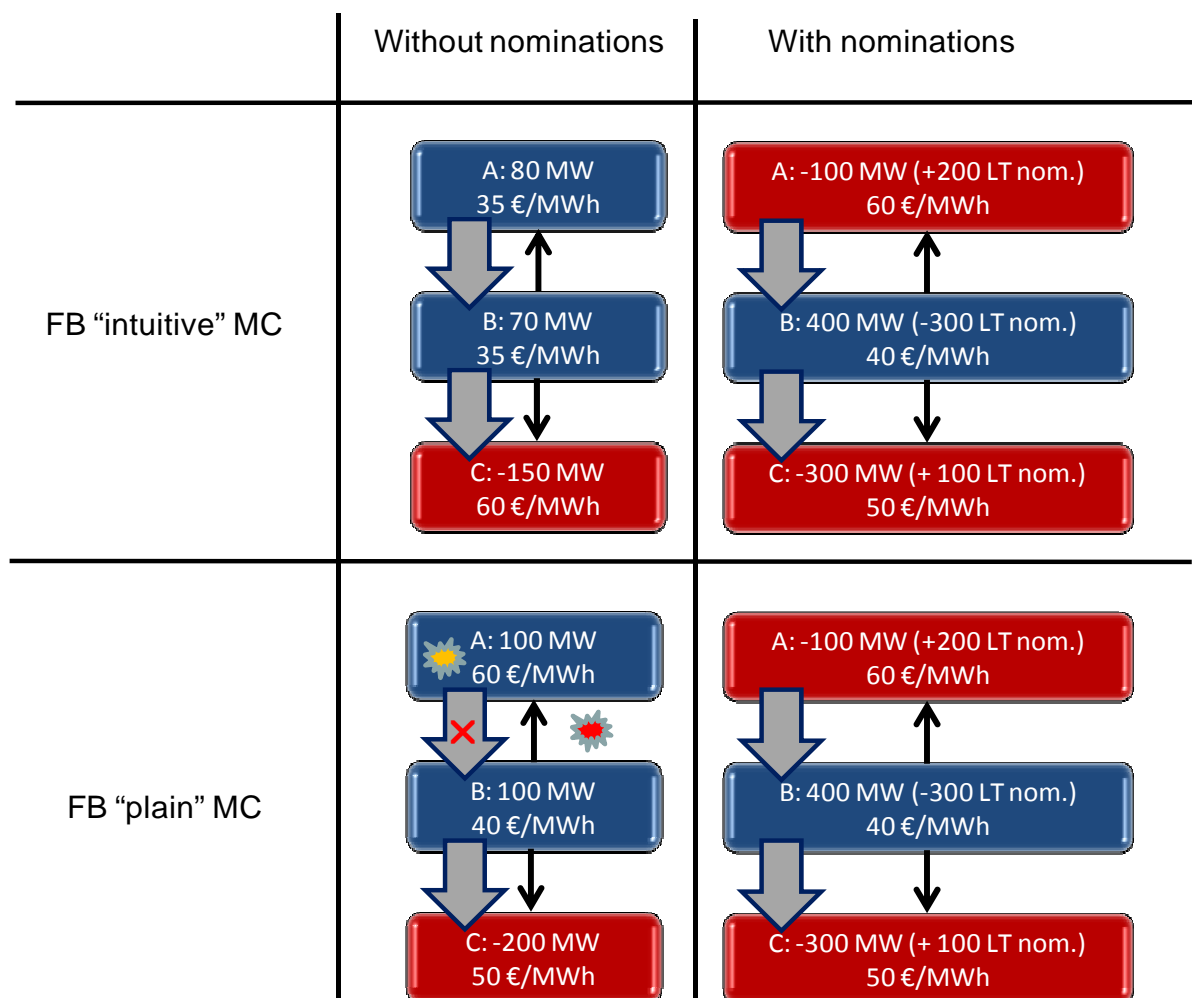 Without nominations
With nominations
FB “intuitive” MC
A: 80 MW
35 €/MWh
B: 70 MW
35 €/MWh
C: -150 MW
60 €/MWh
A: -100 MW (+200 LT nom.)
60 €/MWh
B: 400 MW (-300 LT nom.)
40 €/MWh
C: -300 MW (+ 100 LT nom.)
50 €/MWh
FB “plain” MC
A: 100 MW
60 €/MWh
B: 100 MW
40 €/MWh
C: -200 MW
50 €/MWh
A: -100 MW (+200 LT nom.)
60 €/MWh
B: 400 MW (-300 LT nom.)
40 €/MWh
C: -300 MW (+ 100 LT nom.)
50 €/MWh